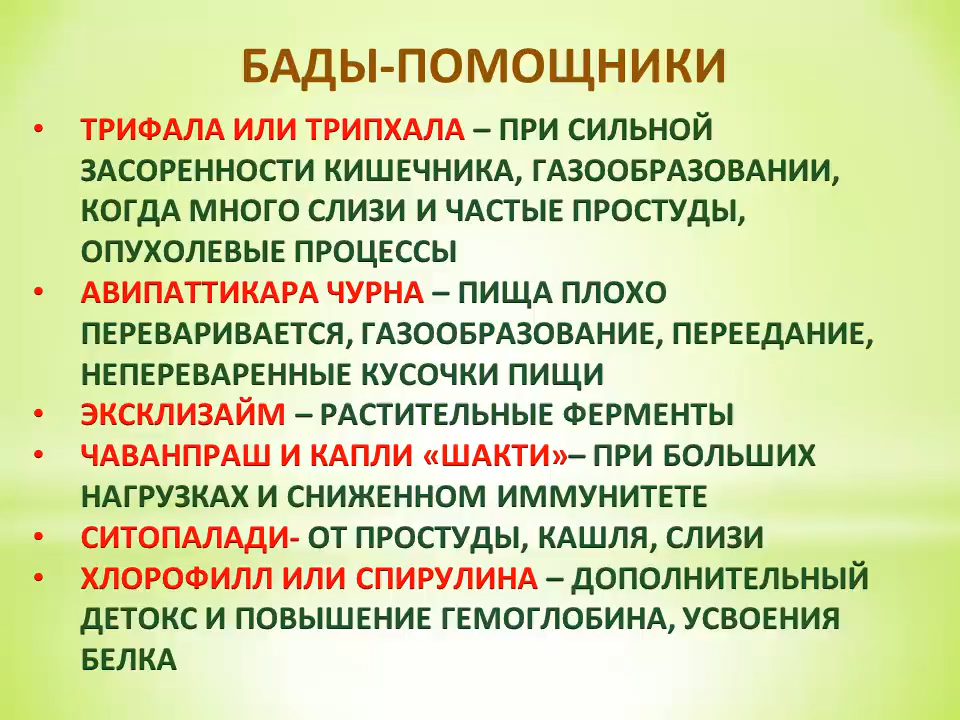 БАДЫ-ПОМОЩНИКИ
• ТРИФАЛА ИЛИ ТРИПХАЛА – ПРИ СИЛЬНОЙ
ЗАСОРЕННОСТИ КИШЕЧНИКА, ГАЗООБРАЗОВАНИИ,
КОГДА МНОГО СЛИЗИ И ЧАСТЫЕ ПРОСТУДЫ,
ОПУХОЛЕВЫЕ ПРОЦЕССЫ
• АВИПАТТИКАРА ЧУРНА – ПИЩА ПЛОХО
ПЕРЕВАРИВАЕТСЯ, ГАЗООБРАЗОВАНИЕ, ПЕРЕЕДАНИЕ,
НЕПЕРЕВАРЕННЫЕ КУСОЧКИ ПИЩИ
• ЭКСКЛИЗАЙМ – РАСТИТЕЛЬНЫЕ ФЕРМЕНТЫ
• ЧАВАНПРАШ И КАПЛИ «ШАКТИ»– ПРИ БОЛЬШИХ
НАГРУЗКАХ И СНИЖЕННОМ ИММУНИТЕТЕ
• СИТОПАЛАДИ- ОТ ПРОСТУДЫ, КАШЛЯ, СЛИЗИ
• ХЛОРОФИЛЛ ИЛИ СПИРУЛИНА – ДОПОЛНИТЕЛЬНЫЙ
ДЕТОКС И ПОВЫШЕНИЕ ГЕМОГЛОБИНА, УСВОЕНИЯ
БЕЛКА